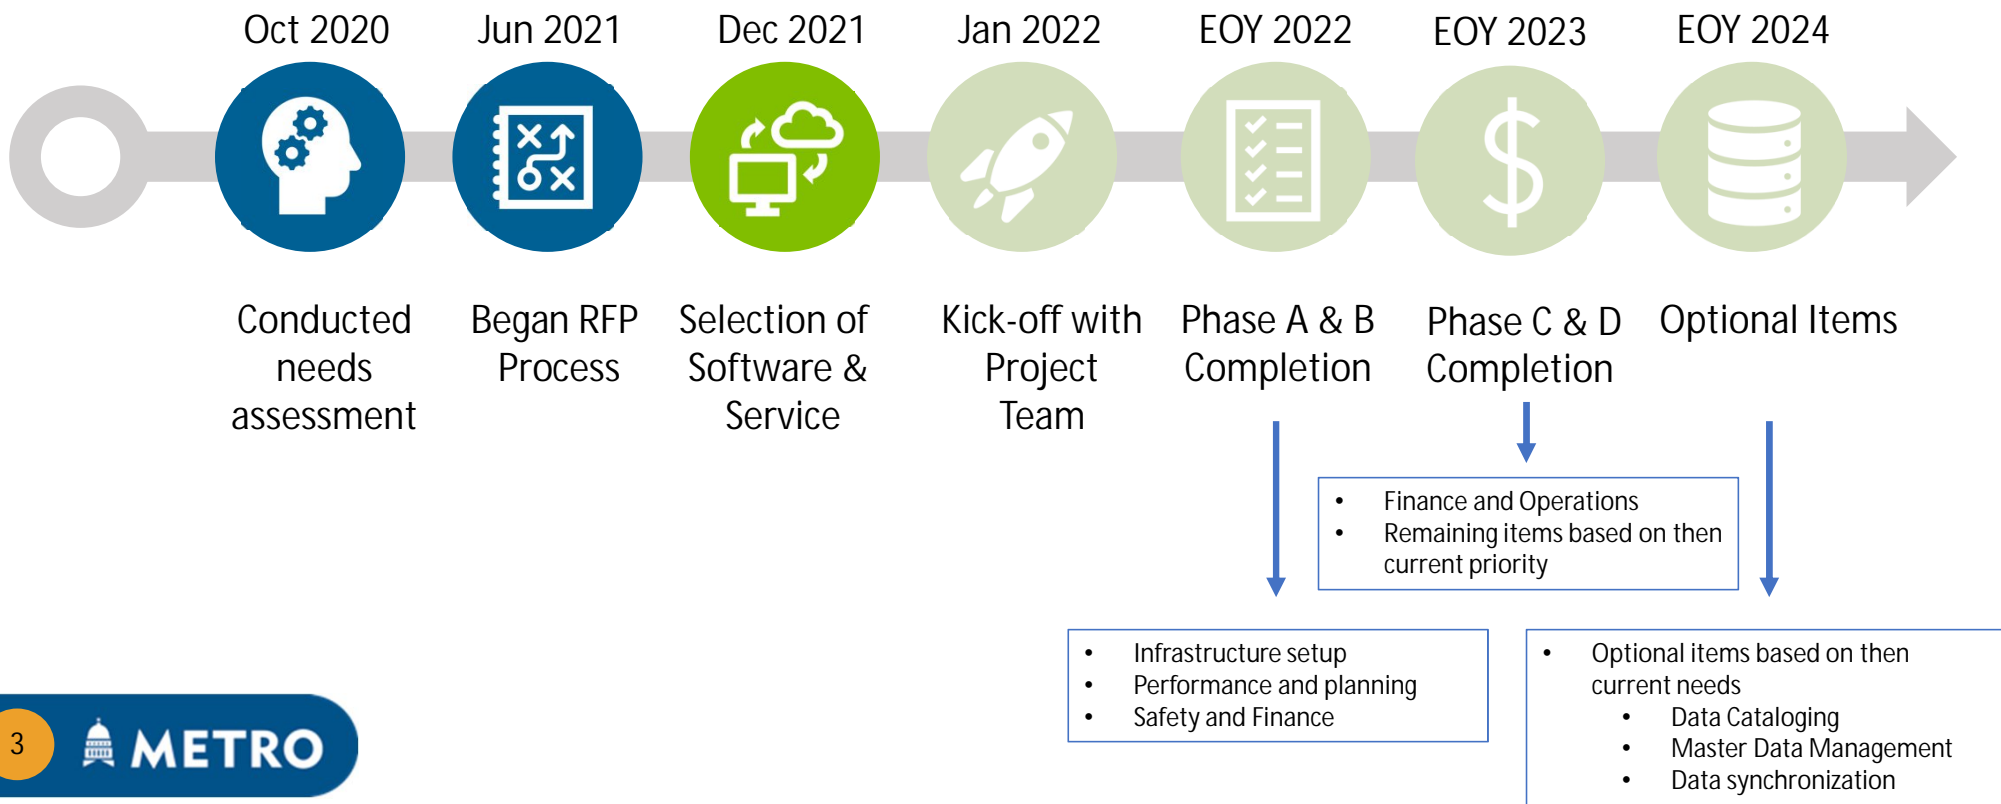 Oct 2020
Jun 2021
Dec 2021
Jan 2022
EOY 2022
EOY 2023
EOY 2024
Conducted
needs
assessment
Began RFP
Process
Selection of
Software &
Service
Kick-off with
Project
Team
Phase A & B
Completion
Phase C & D
Completion
Optional Items
• Finance and Operations
• Remaining items based on then
current priority
• Infrastructure setup
• Performance and planning
• Safety and Finance
• Optional items based on then
current needs
• Data Cataloging
• Master Data Management
• Data synchronization
3
METRO